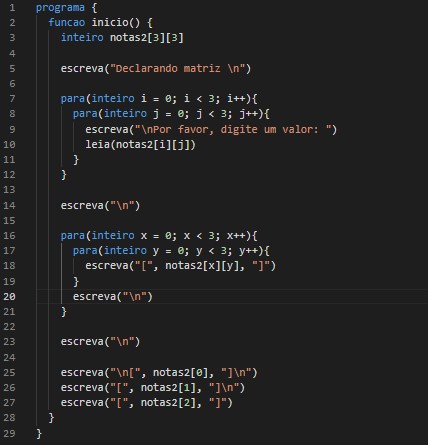 1 programa {
2   funcao inicio() {
3     inteiro notas2[3][3]
4
5     escreva("Declarando matriz \n")
6
7     para(inteiro i = 0; i < 3; i++){
8       para(inteiro j = 0; j < 3; j++){
9         escreva("\nPor favor, digite um valor: ")
10         leia(notas2[i][j])
11       }
12     }
13
14     escreva("\n")
15
16     para(inteiro x = 0; x < 3; x++){
17       para(inteiro y = 0; y < 3; y++){
18         escreva("[", notas2[x][y], "]")
19       }
20       escreva("\n")
21     }
22
23     escreva("\n")
24
25     escreva("\n[", notas2[0], "]\n")
26     escreva("[", notas2[1], "]\n")
27     escreva("[", notas2[2], "]")
28   }
29 }